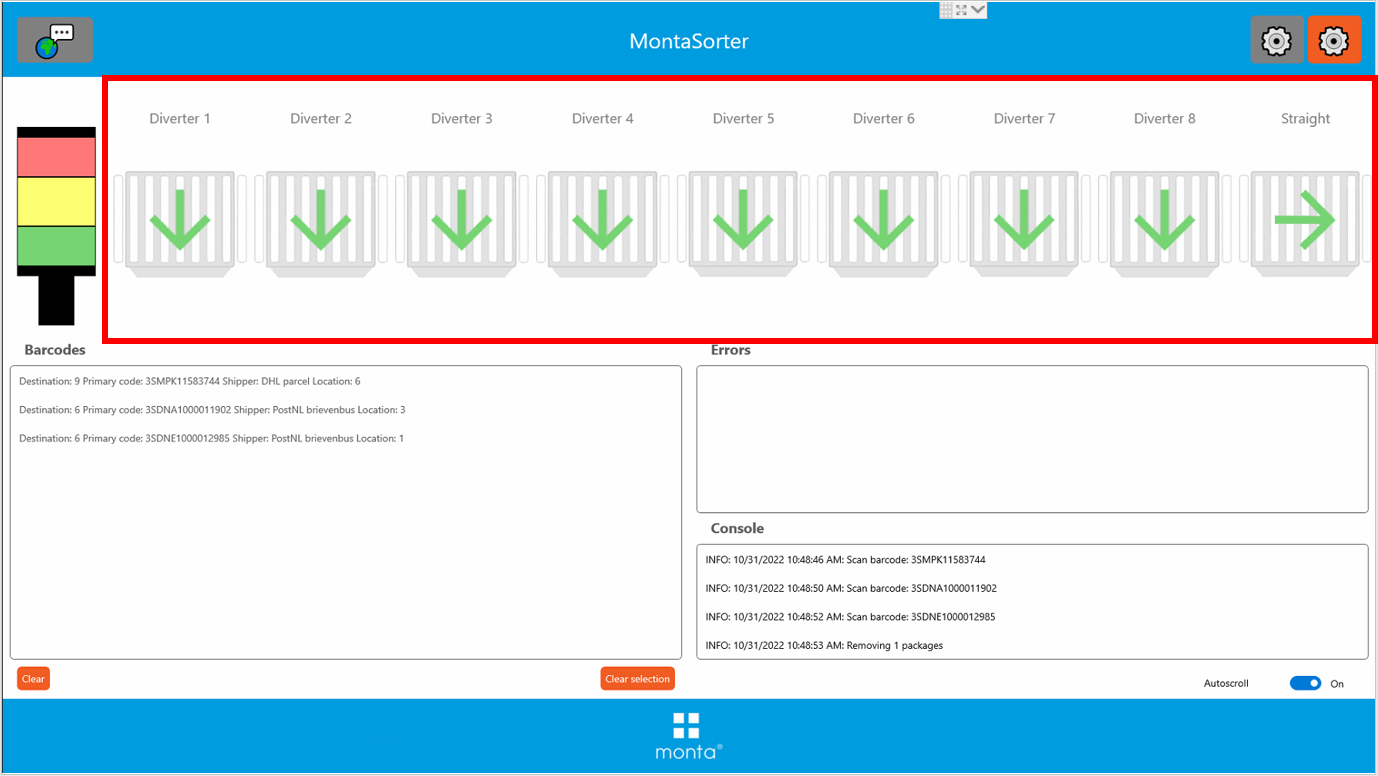 MontaSorter
Diverter 1 Diverter 2 Diverter 3 Diverter 4 Diverter 5 Diverter 6 Diverter 7 Diverter 8 Straight
Barcodes
Destination: 9 Primary code: 3SMPK11583744 Shipper: DHL parcel Location: 6
Destination: 6 Primary code: 3SDNA1000011902 Shipper: PostNL brievenbus Location: 3
Destination: 6 Primary code: 3SDNE1000012985 Shipper: PostNL brievenbus Location: 1
Clear
Clear selection
Errors
Console
INFO: 10/31/2022 10:48:46 AM: Scan barcode: 3SMPK11583744
INFO: 10/31/2022 10:48:50 AM: Scan barcode: 3SDNA1000011902
INFO: 10/31/2022 10:48:52 AM: Scan barcode: 3SDNE1000012985
INFO: 10/31/2022 10:48:53 AM: Removing 1 packages
Autoscroll On
monta®